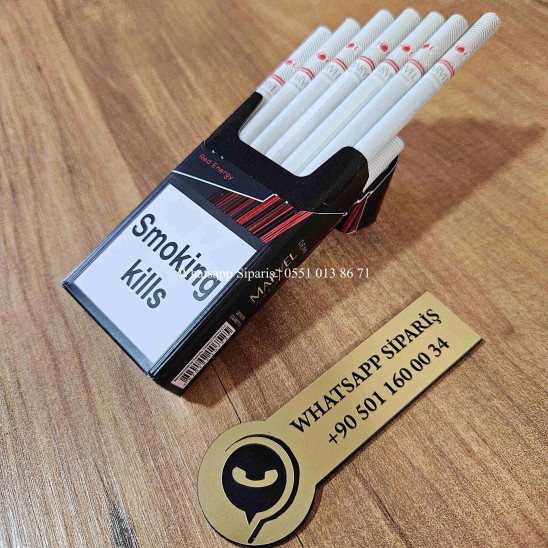 Red Energy
Smoking
kills
Whatsapp Sipariş | 0551 013 86 71
MARVEL
WHATSAPP SİPARİŞ
+90 501 160 00 34